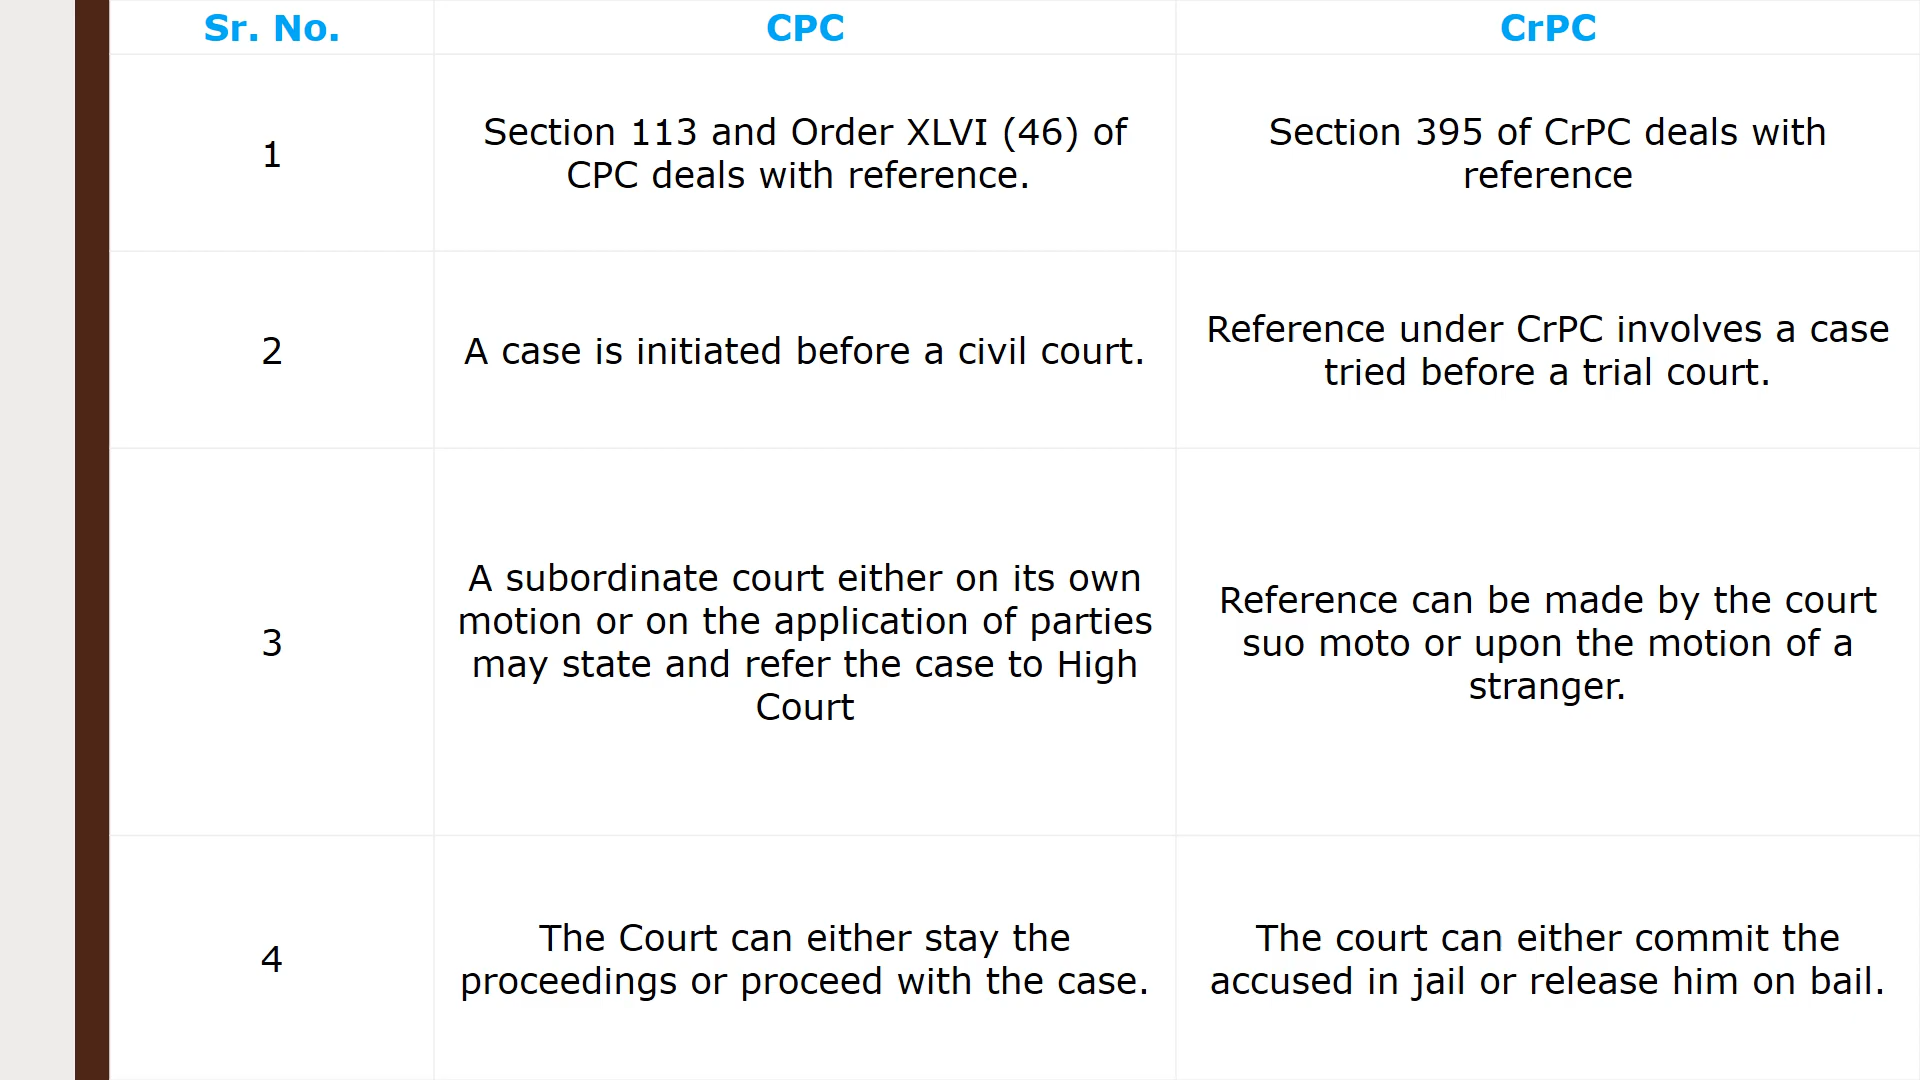 Sr. No.
CPC
CrPC
1
Section 113 and Order XLVI (46) of
CPC deals with reference.
Section 395 of CrPC deals with
reference
2
A case is initiated before a civil court.
Reference under CrPC involves a case
tried before a trial court.
3
A subordinate court either on its own
motion or on the application of parties
may state and refer the case to High
Court
Reference can be made by the court
suo moto or upon the motion of a
stranger.
4
The Court can either stay the
proceedings or proceed with the case.
The court can either commit the
accused in jail or release him on bail.